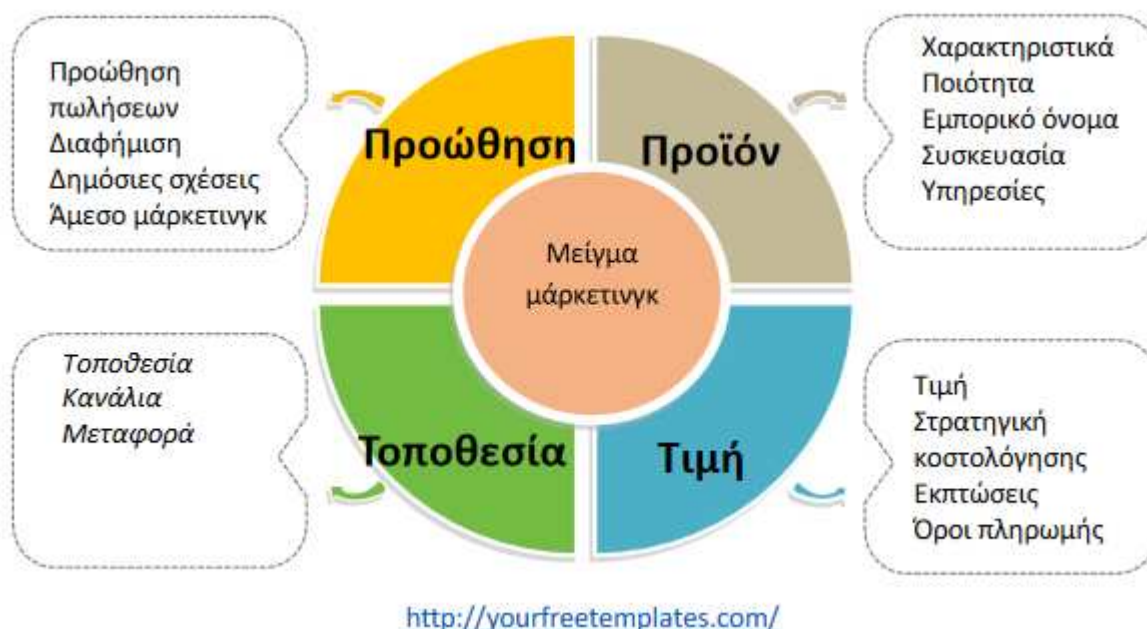 Προώθηση
πωλήσεων
Διαφήμιση
Δημόσιες σχέσεις
Άμεσο μάρκετινγκ
Προώθηση
Προϊόν
Χαρακτηριστικά
Ποιότητα
Εμπορικό όνομα
Συσκευασία
Υπηρεσίες
Μείγμα
μάρκετινγκ
Τοποθεσία
Κανάλια
Μεταφορά
Τοποθεσία
Τιμή
Τιμή
Στρατηγική
κοστολόγησης
Εκπτώσεις
Όροι πληρωμής
http://yourfreetemplates.com/